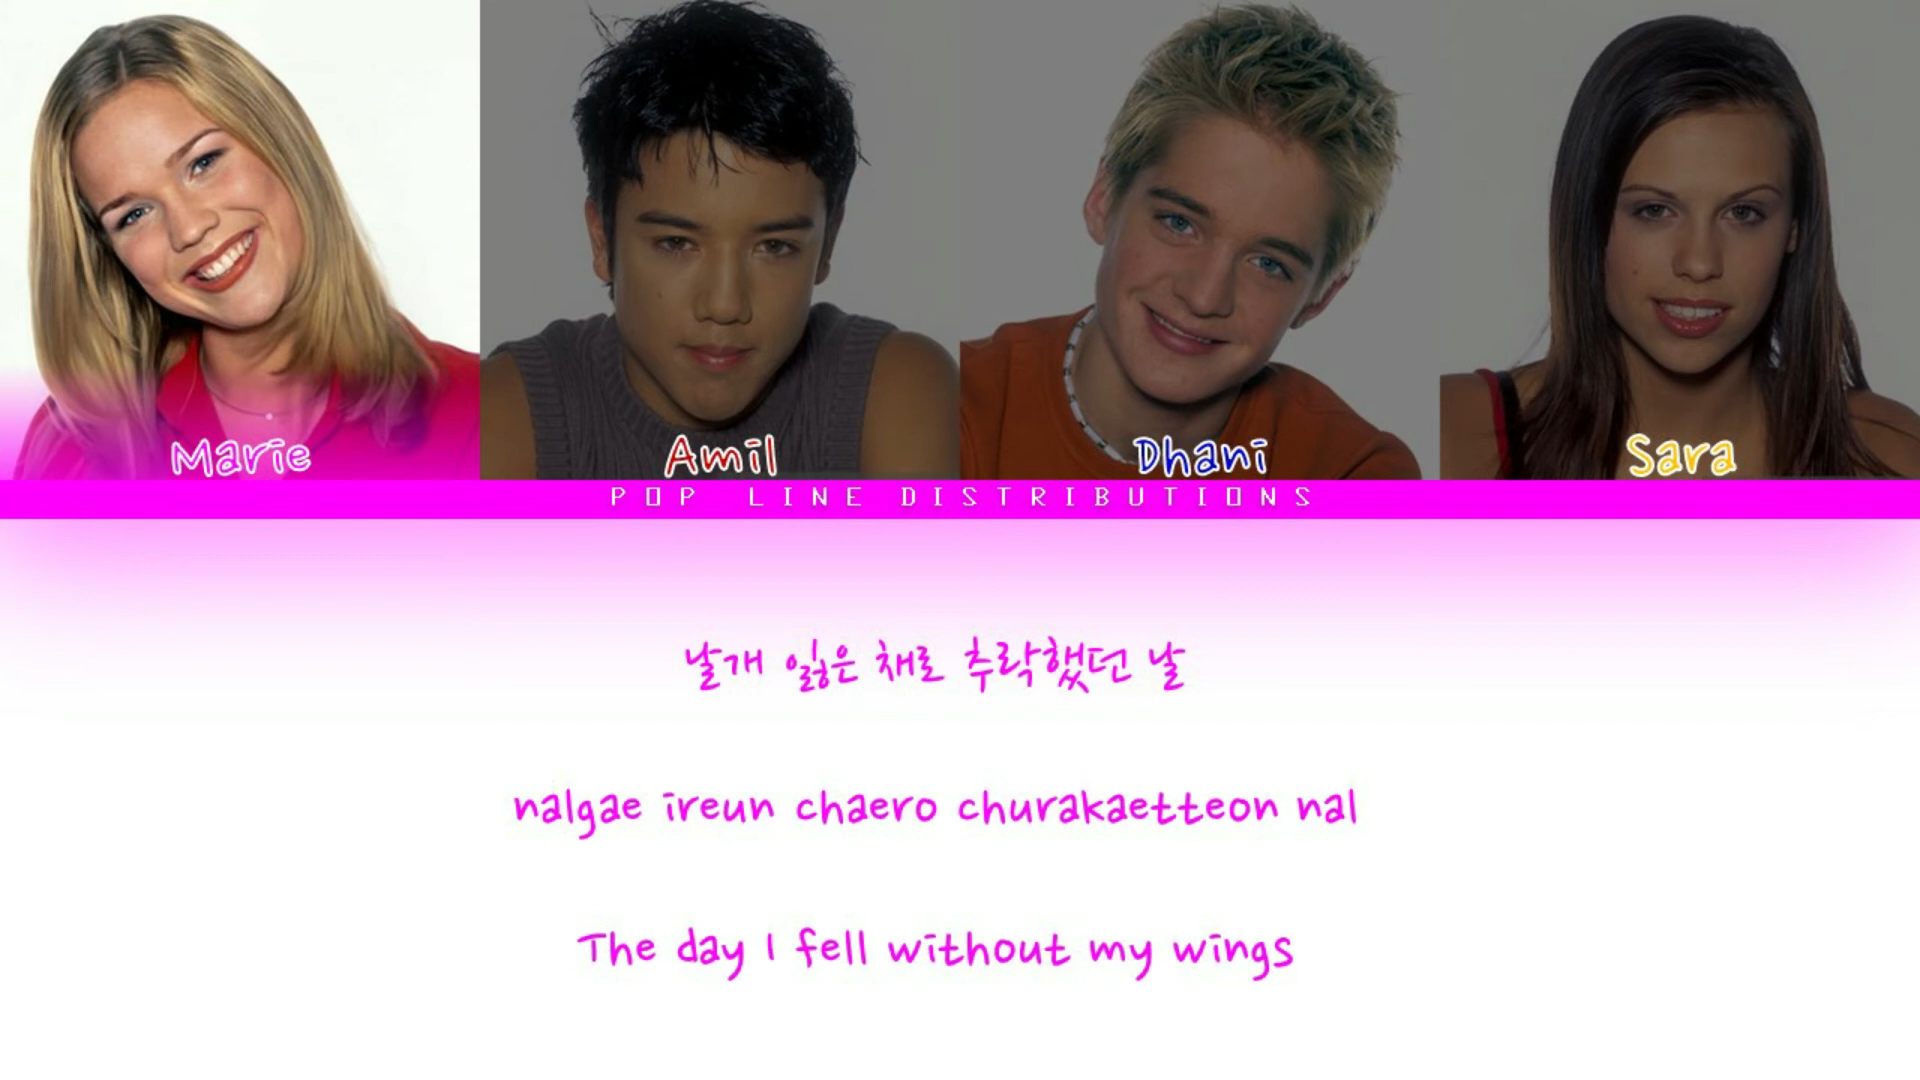 Marie
Amil
Dhani
Sara
POP LINE DISTRIBUTIONS
날개 잃은 채로 추락했던 날
nalgae ireun chaero churakaetteon nal
The day I fell without my wings